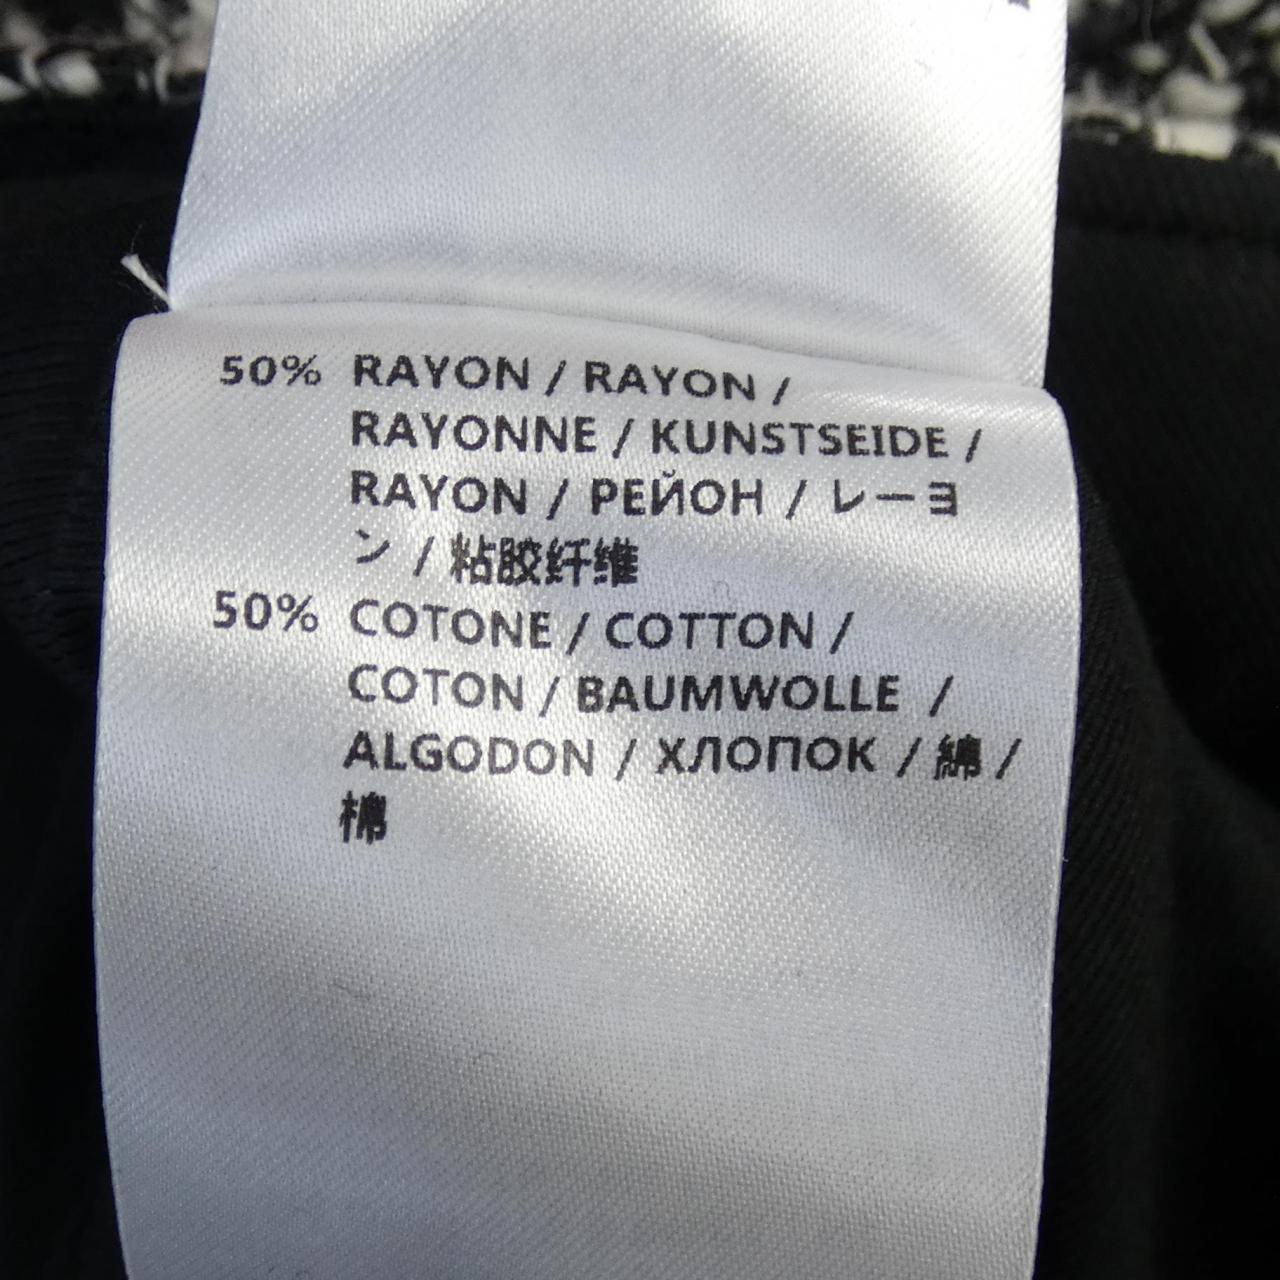 50% RAYON / RAYON /
RAYONNE / KUNSTSEIDE /
RAYON / РЕЙОН / レーヨ
ン / 粘胶纤维
50% COTONE / COTTON /
COTON / BAUMWOLLE /
ALGODON / ХЛОПОК / 綿 /
棉